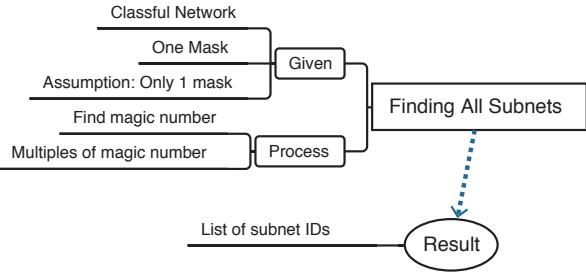 Classful Network
One Mask
Given
Assumption: Only 1 mask
Finding All Subnets
Find magic number
Multiples of magic number
Process
List of subnet IDs
Result